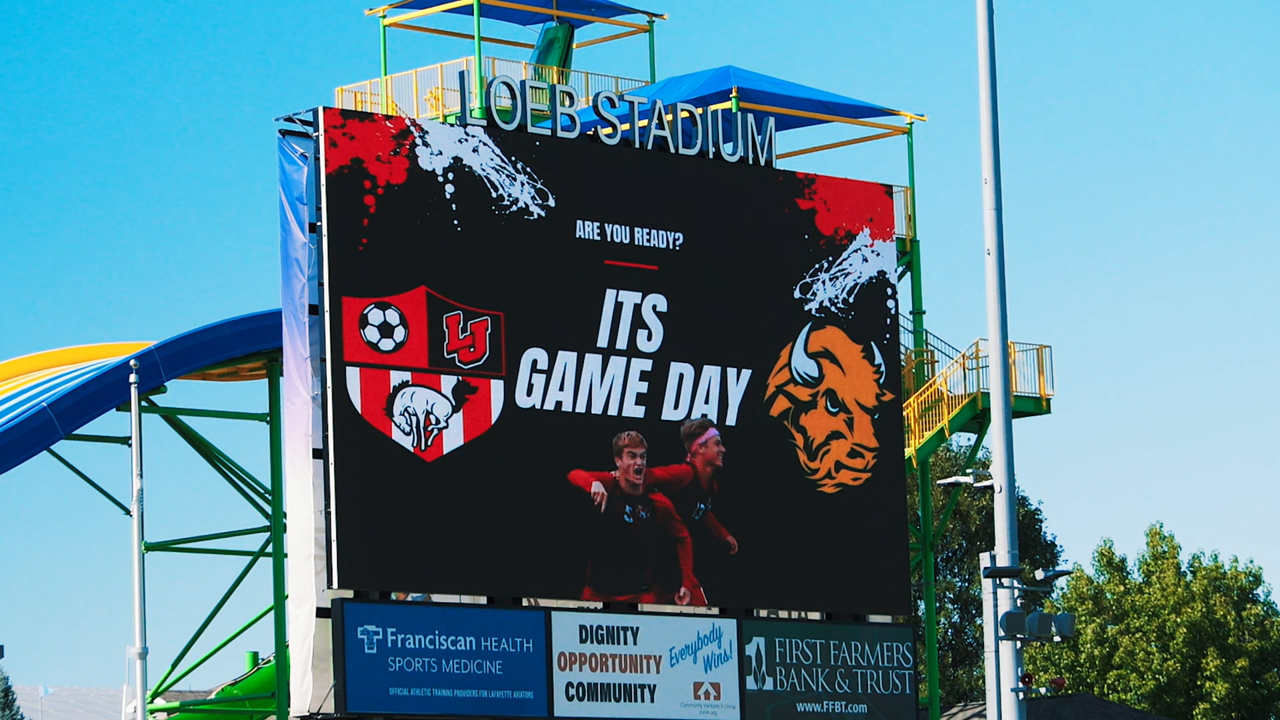 LOEB STADIUM
ARE YOU READY?
ITS
GAME DAY
LJ
Franciscan HEALTH
SPORTS MEDICINE
OFFICIAL ATHLETIC TRAINING PROVIDERS FOR LAFAYETTE AVIATORS
DIGNITY
OPPORTUNITY
COMMUNITY
Everybody
Wins!
1
FIRST FARMERS
BANK & TRUST
www.FFBT.com